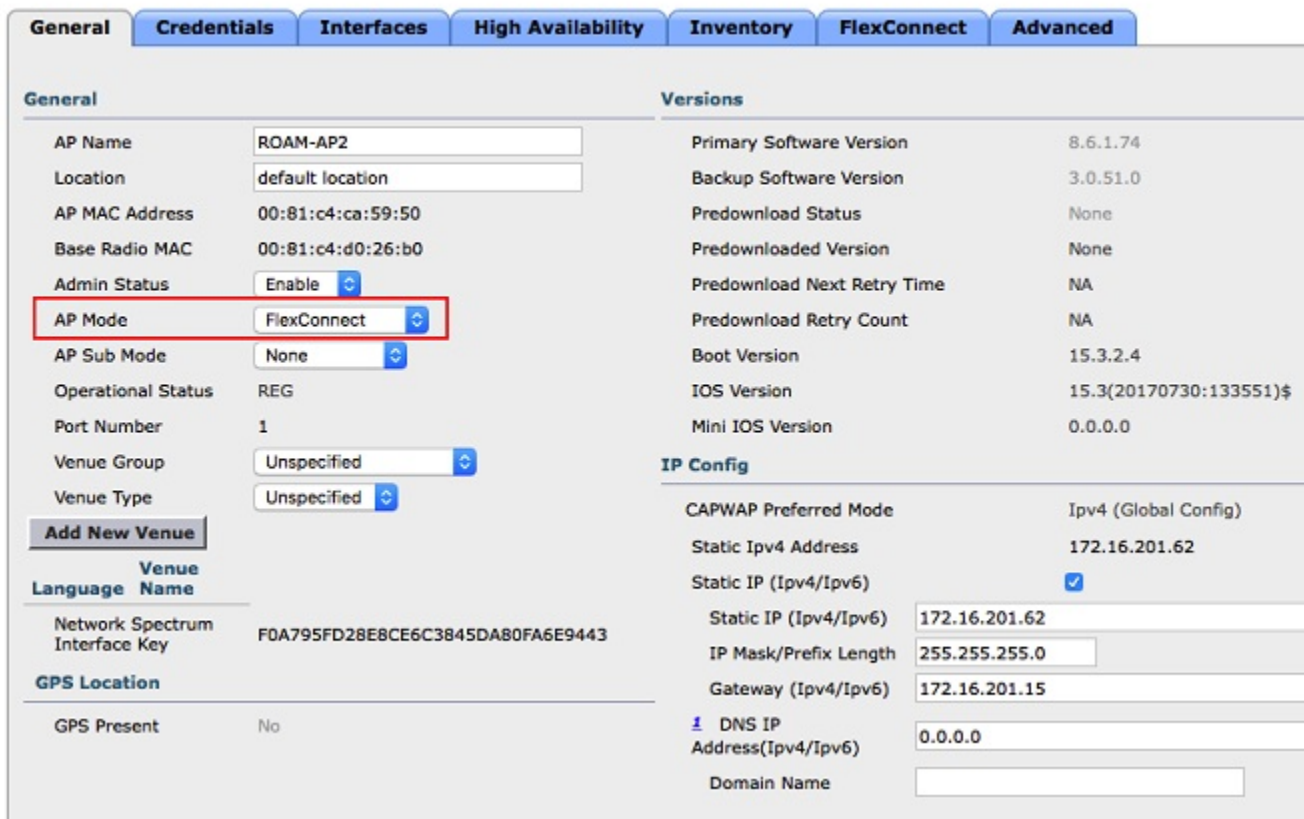 General Credentials Interfaces High Availability Inventory FlexConnect Advanced
General
AP Name ROAM-AP2
Location default location
AP MAC Address 00:81:c4:ca:59:50
Base Radio MAC 00:81:c4:d0:26:b0
Admin Status Enable
AP Mode FlexConnect
AP Sub Mode None
Operational Status REG
Port Number 1
Venue Group Unspecified
Venue Type Unspecified
Add New Venue
Venue
Language Name
Network Spectrum
Interface Key F0A795FD28E8CE6C3845DA80FA6E9443
GPS Location
GPS Present No
Versions
Primary Software Version 8.6.1.74
Backup Software Version 3.0.51.0
Predownload Status None
Predownloaded Version None
Predownload Next Retry Time NA
Predownload Retry Count NA
Boot Version 15.3.2.4
IOS Version 15.3(20170730:133551)$
Mini IOS Version 0.0.0.0
IP Config
CAPWAP Preferred Mode Ipv4 (Global Config)
Static Ipv4 Address 172.16.201.62
Static IP (Ipv4/Ipv6)
Static IP (Ipv4/Ipv6) 172.16.201.62
IP Mask/Prefix Length 255.255.255.0
Gateway (Ipv4/Ipv6) 172.16.201.15
1 DNS IP
Address(Ipv4/Ipv6) 0.0.0.0
Domain Name